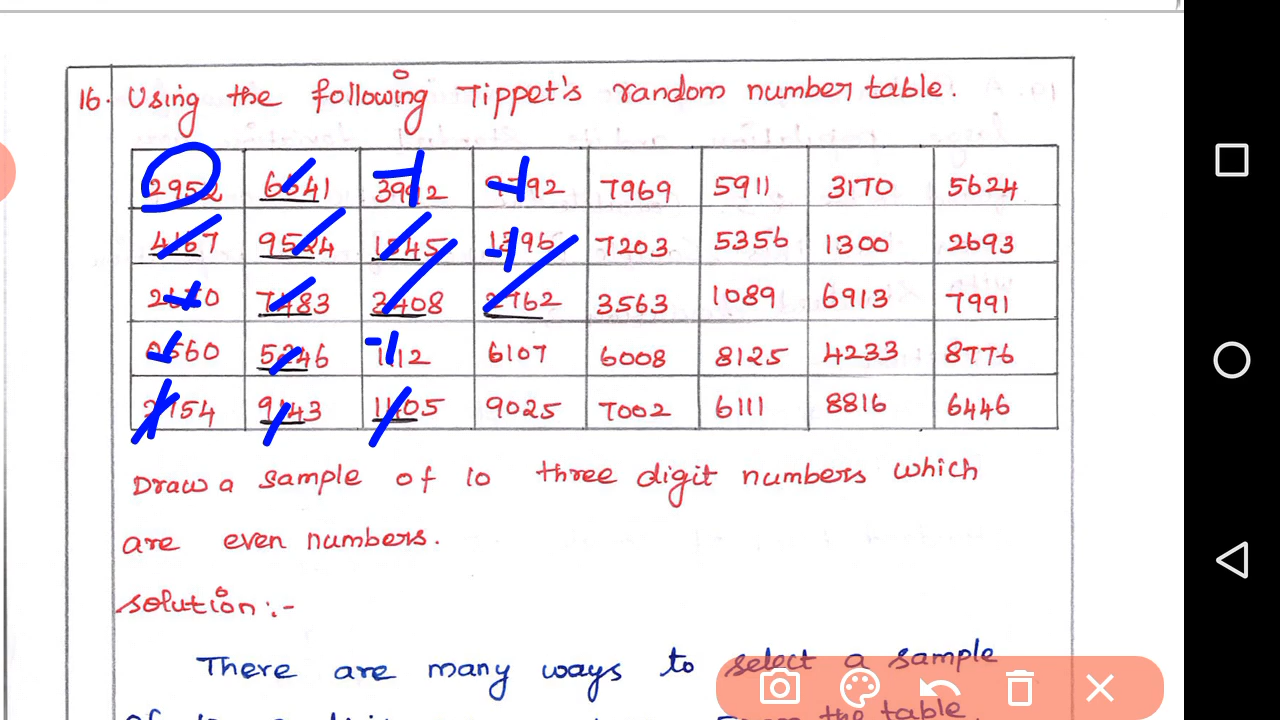 16. Using the following Tippet's random number table.
2952 6641 3992 9792 7969 5911 3170 5624
4167 9524 1545 1396 7203 5356 1300 2693
2670 7483 3408 2762 3563 1089 6913 7991
0560 5246 1112 6107 6008 8125 4233 8776
2754 9143 1405 9025 7002 6111 8816 6446
Draw a sample of 10 three digit numbers which
are even numbers.
Solution:-
There are many ways to select a sample
the table